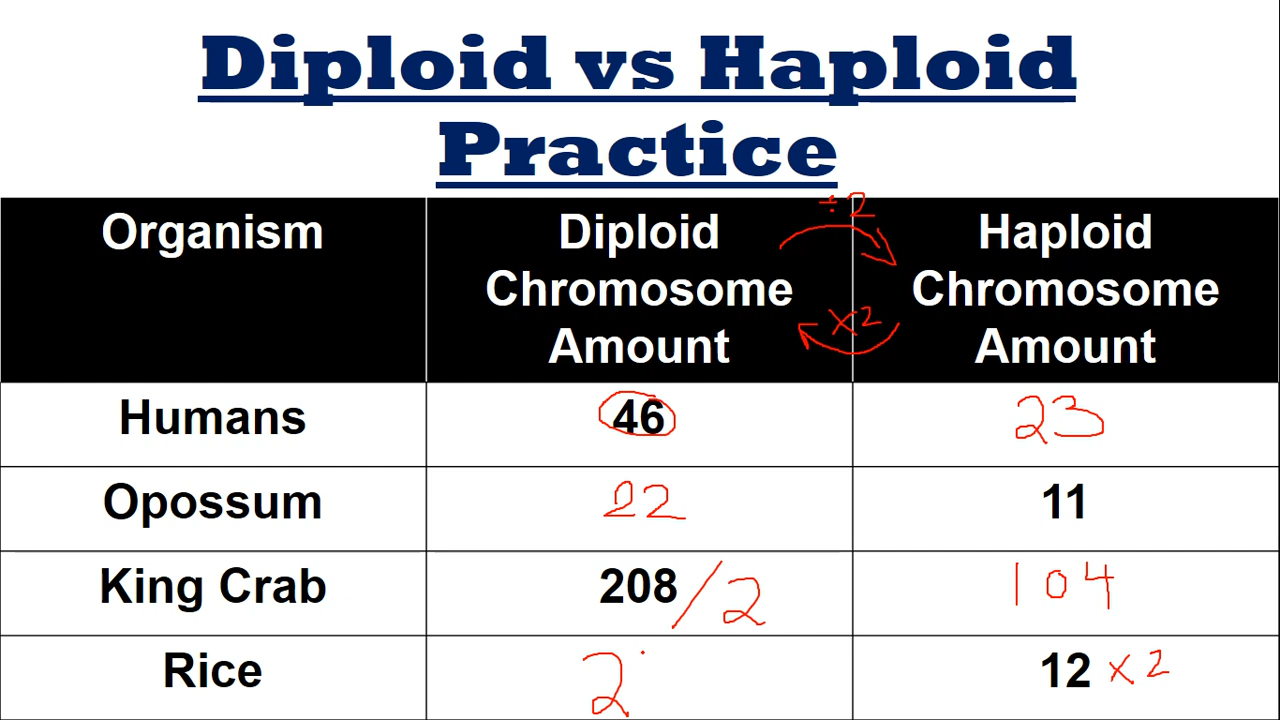 Diploid vs Haploid
Practice
Organism
Diploid
Chromosome
Amount
÷2
x2
Haploid
Chromosome
Amount
Humans 46 23
Opossum 22 11
King Crab 208 /2 104
Rice 2 12 x2